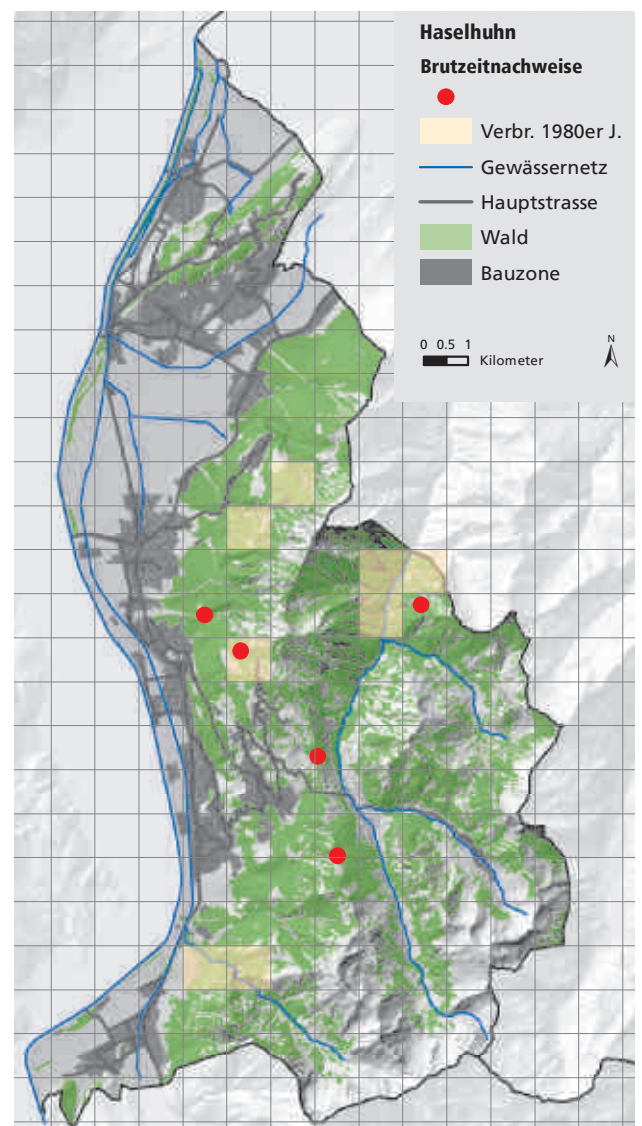 Haselhuhn
Brutzeitnachweise
Verbr. 1980er J.
Gewässernetz
Hauptstrasse
Wald
Bauzone
0 0.5 1
Kilometer
N